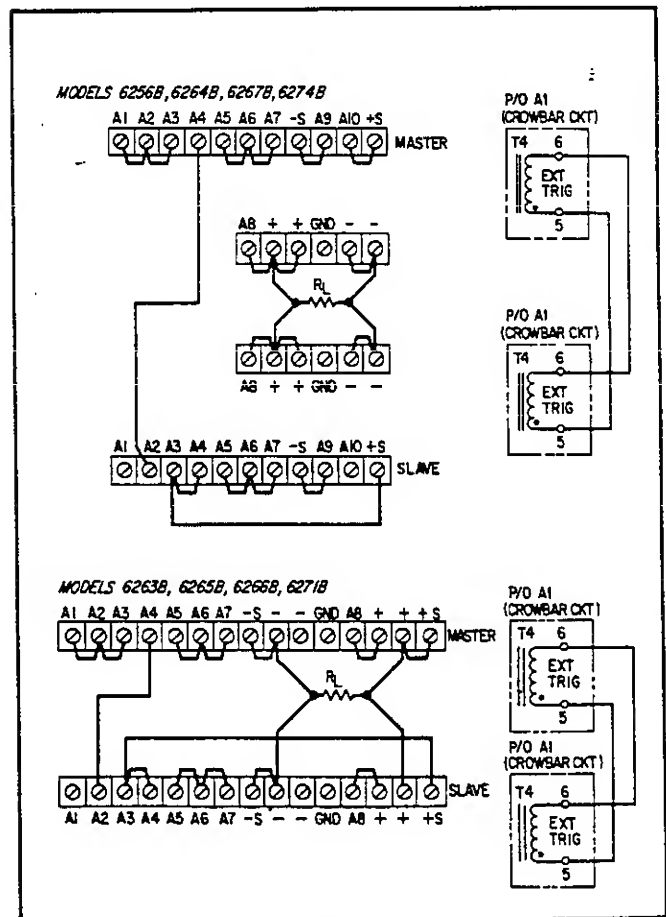 MODELS 6256B, 6264B, 6267B, 6274B
A1 A2 A3 A4 A5 A6 A7 -S A9 A10 +S
MASTER
P/O A1
(CROWBAR CKT)
T4 6
EXT
TRIG
5
A8 + + GND - -
RL
A8 + + GND - -
P/O A1
(CROWBAR CKT)
T4 6
EXT
TRIG
5
A1 A2 A3 A4 A5 A6 A7 -S A9 A10 +S
SLAVE
MODELS 6263B, 6265B, 6266B, 6271B
A1 A2 A3 A4 A5 A6 A7 -S - - GND A8 + + +S
MASTER
P/O A1
(CROWBAR CKT)
T4 6
EXT
TRIG
5
RL
SLAVE
A1 A2 A3 A4 A5 A6 A7 -S - - GND A8 + + +S
P/O A1
(CROWBAR CKT)
T4 6
EXT
TRIG
5